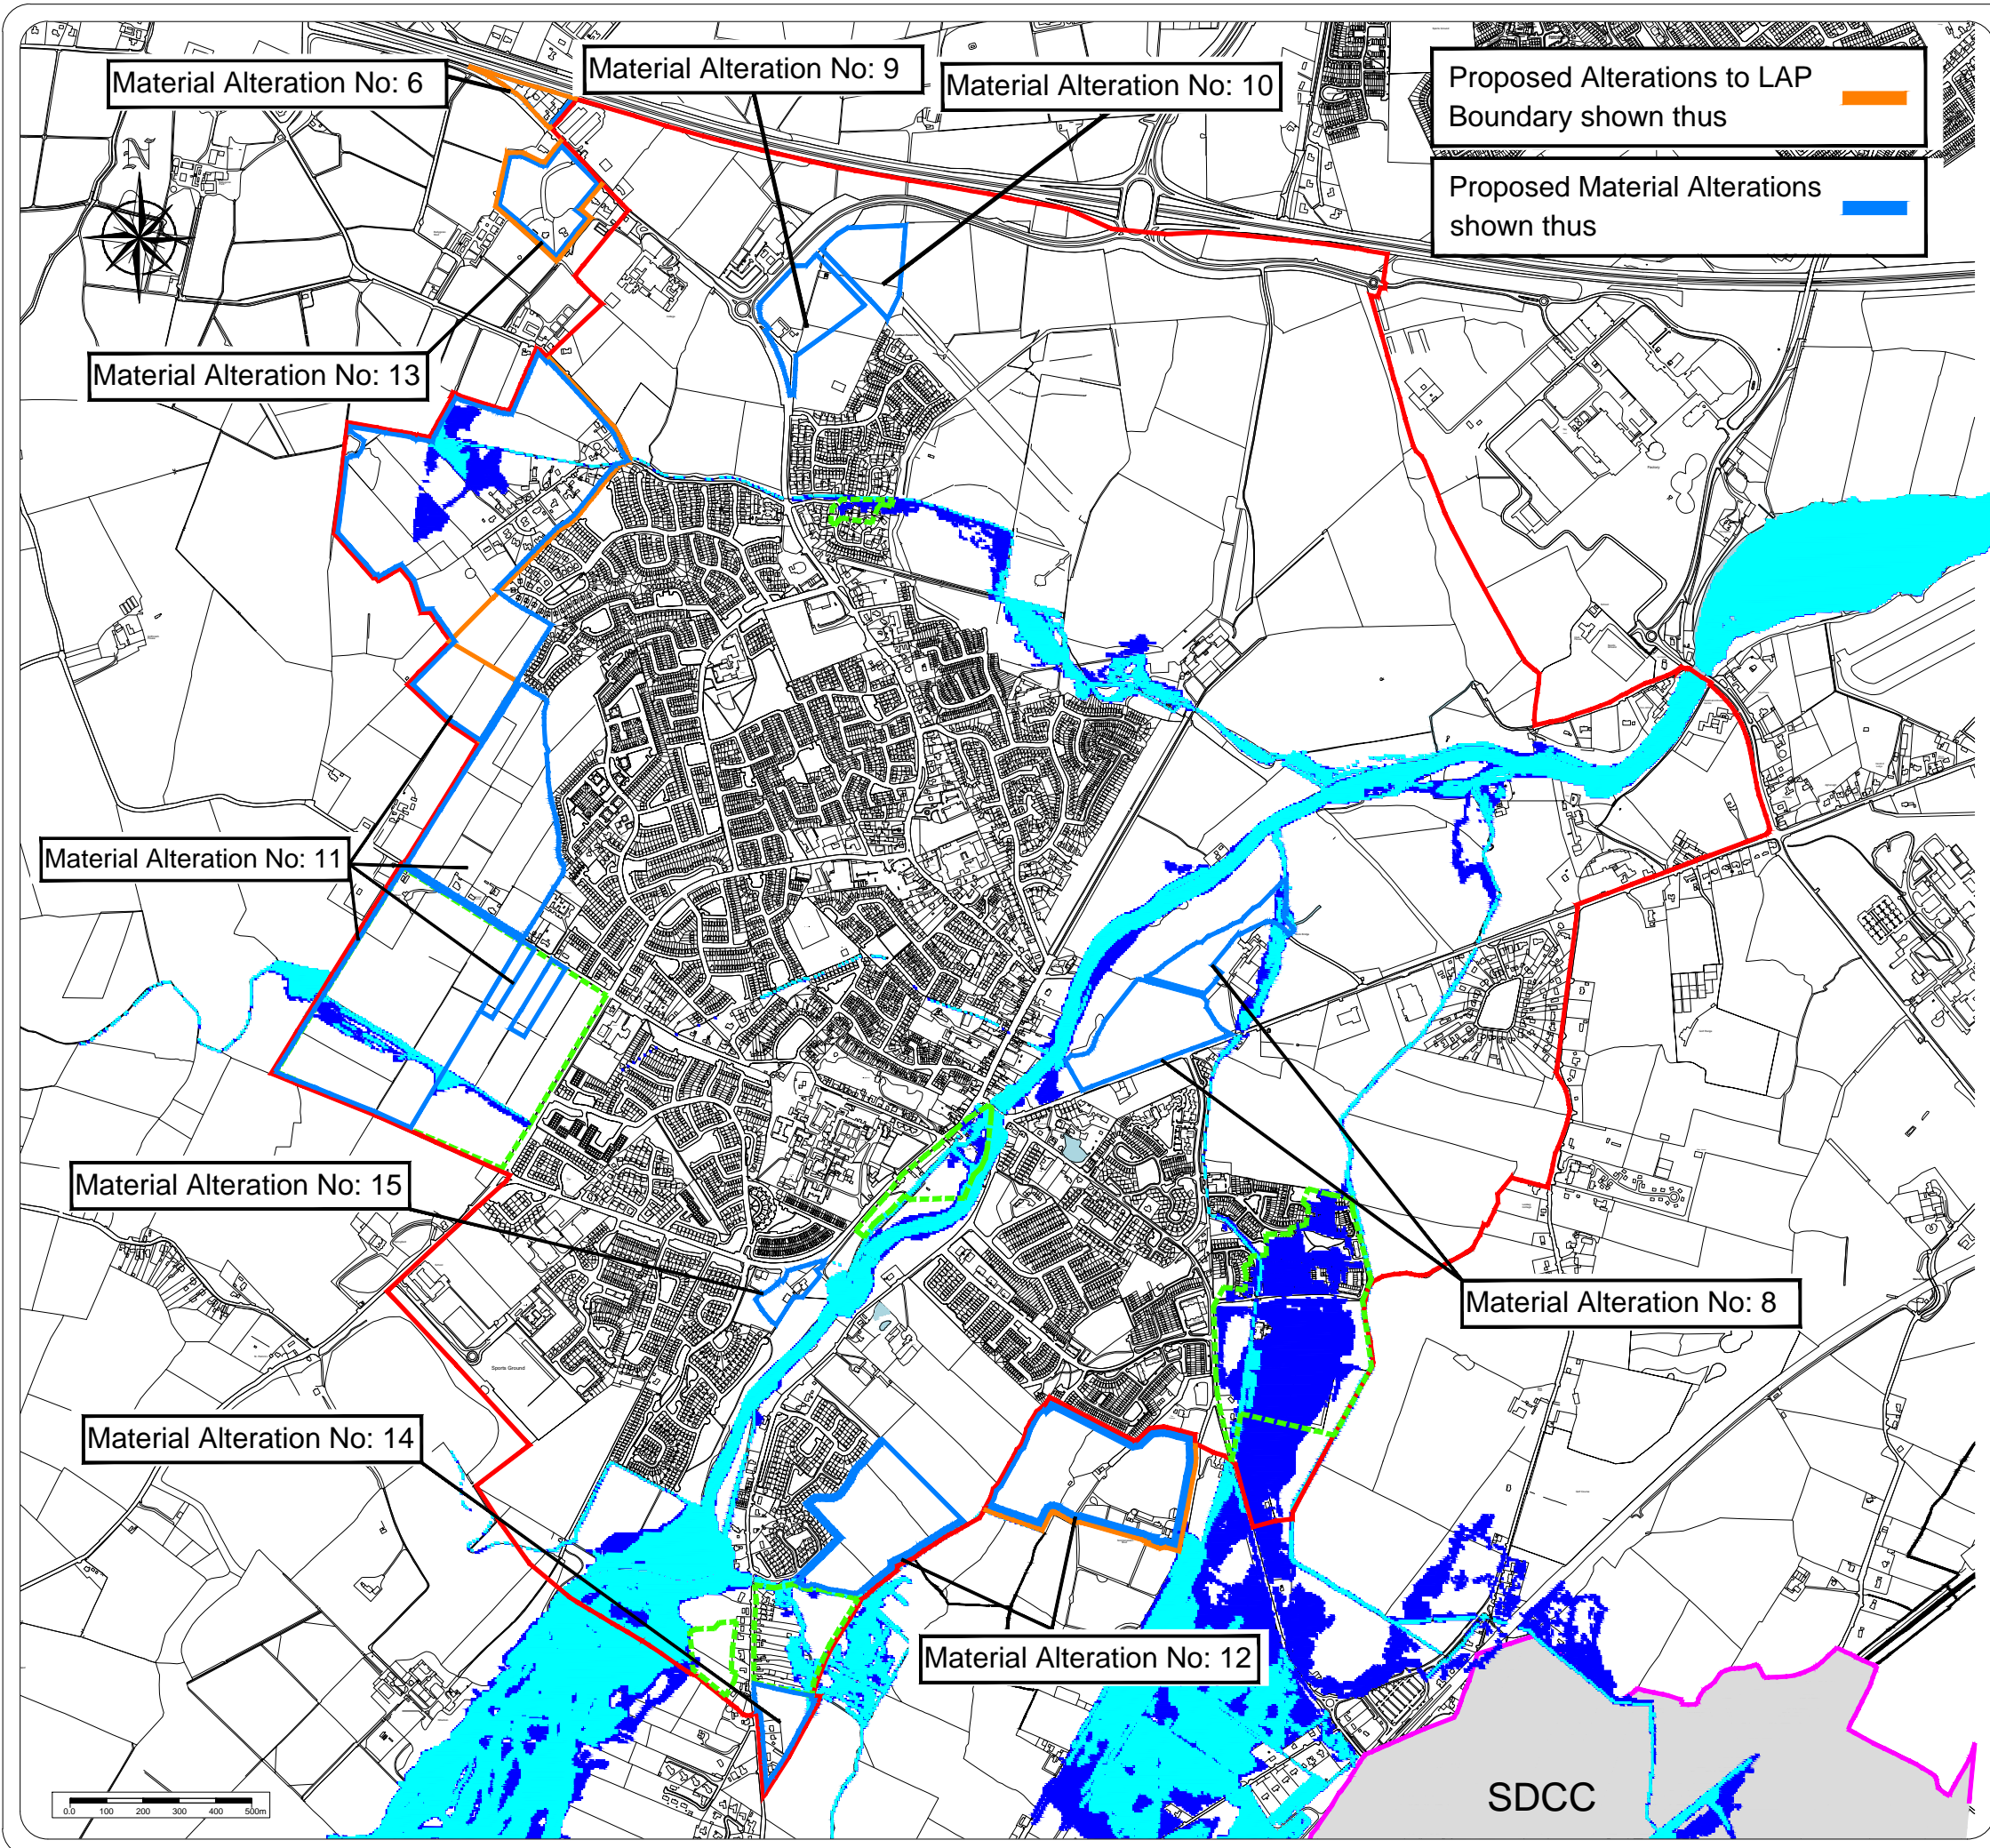 Material Alteration No: 6
Material Alteration No: 9
Material Alteration No: 10
Proposed Alterations to LAP
Boundary shown thus
Proposed Material Alterations
shown thus
N
Material Alteration No: 13
Material Alteration No: 11
Material Alteration No: 15
Material Alteration No: 8
Sports Ground
Material Alteration No: 14
Material Alteration No: 12
SDCC
0.0 100 200 300 400 500m